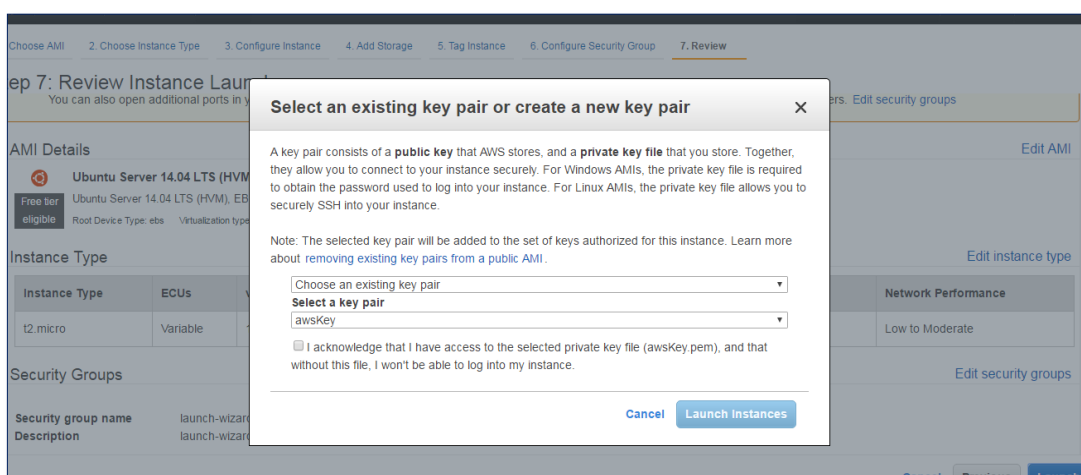 Choose AMI 2. Choose Instance Type 3. Configure Instance 4. Add Storage 5. Tag Instance 6. Configure Security Group 7. Review
ep 7: Review Instance
You can also open additional ports in ers. Edit security groups
Select an existing key pair or create a new key pair ×
A key pair consists of a public key that AWS stores, and a private key file that you store. Together,
they allow you to connect to your instance securely. For Windows AMIs, the private key file is required
to obtain the password used to log into your instance. For Linux AMIs, the private key file allows you to
securely SSH into your instance.
Note: The selected key pair will be added to the set of keys authorized for this instance. Learn more
about removing existing key pairs from a public AMI.
Choose an existing key pair
Select a key pair
awsKey
I acknowledge that I have access to the selected private key file (awsKey.pem), and that
without this file, I won't be able to log into my instance.
Cancel Launch Instances
AMI Details Edit AMI
Ubuntu Server 14.04 LTS (HVM
Free tier
eligible
Ubuntu Server 14.04 LTS (HVM), EB
Root Device Type: ebs Virtualization type
Instance Type Edit instance type
Instance Type ECUs Network Performance
t2.micro Variable Low to Moderate
Security Groups Edit security groups
Security group name launch-wizard
Description launch-wizard